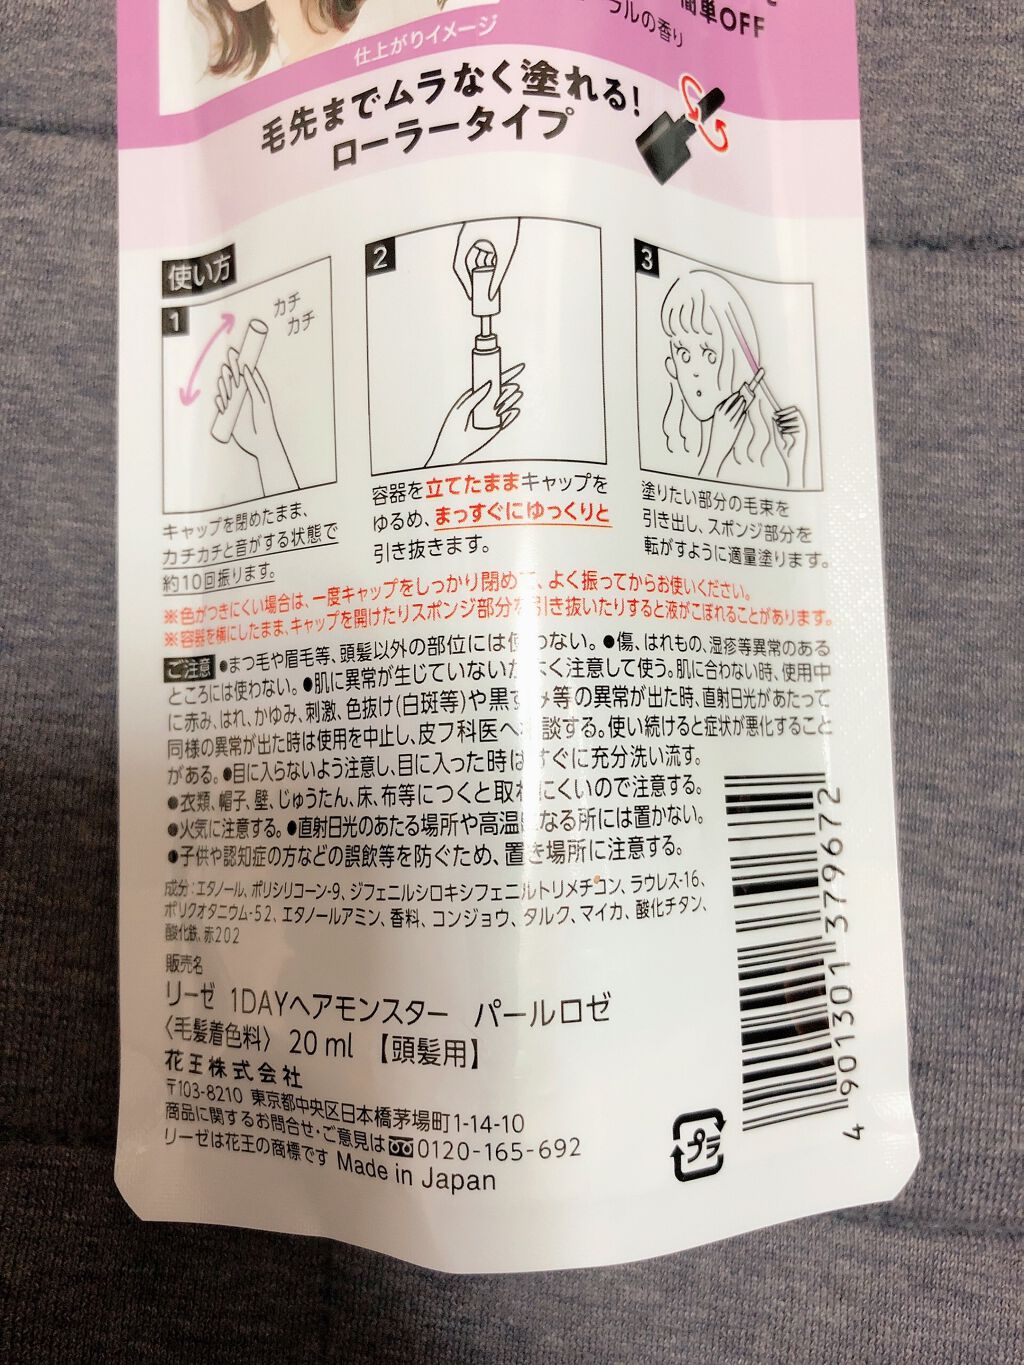 簡単OFF
ラルの香り
仕上がりイメージ
毛先までムラなく塗れる!
ローラータイプ
使い方
1
カチ
カチ
2
3
キャップを閉めたまま、
カチカチと音がする状態で
約10回振ります。
容器を立てたままキャップを
ゆるめ、まっすぐにゆっくりと
引き抜きます。
塗りたい部分の毛束を
引き出し、スポンジ部分を
転がすように適量塗ります。
※色がつきにくい場合は、一度キャップをしっかり閉めて、よく振ってからお使いください。
※容器を横にしたまま、キャップを開けたりスポンジ部分を引き抜いたりすると液がこぼれることがあります。
ご注意 ●まつ毛や眉毛等、頭髪以外の部位には使わない。●傷、はれもの、湿疹等異常のある
ところには使わない。●肌に異常が生じていないかよく注意して使う。肌に合わない時、使用中
に赤み、はれ、かゆみ、刺激、色抜け(白斑等)や黒ずみ等の異常が出た時、直射日光があたって
同様の異常が出た時は使用を中止し、皮フ科医へ相談する。使い続けると症状が悪化すること
がある。●目に入らないよう注意し、目に入った時はすぐに充分洗い流す。
●衣類、帽子、壁、じゅうたん、床、布等につくと取れにくいので注意する。
●火気に注意する。●直射日光のあたる場所や高温になる所には置かない。
●子供や認知症の方などの誤飲等を防ぐため、置き場所に注意する。
成分:エタノール、ポリシリコーン-9、ジフェニルシロキシフェニルトリメチコン、ラウレス-16、
ポリクオタニウム-52、エタノールアミン、香料、コンジョウ、タルク、マイカ、酸化チタン、
酸化鉄、赤202
販売名
リーゼ 1DAYヘアモンスター パールロゼ
〈毛髪着色料〉 20 ml 【頭髪用】
花王株式会社
〒103-8210 東京都中央区日本橋茅場町1-14-10
商品に関するお問合せ・ご意見は 0120-165-692
リーゼは花王の商標です Made in Japan
プラ
4 901301 379672